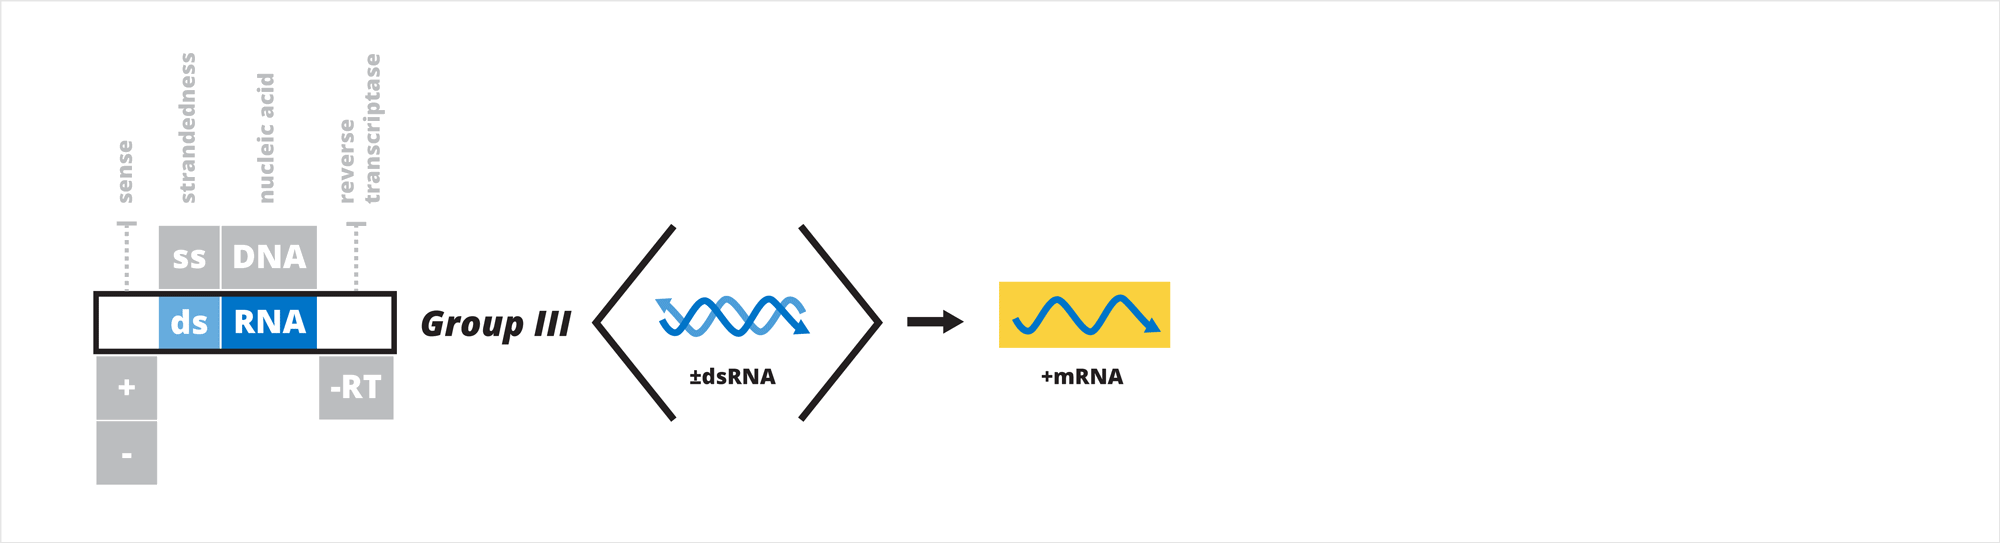 sense
strandedness
nucleic acid
reverse
transcriptase
ss DNA
ds RNA
+ -RT
-
Group III
±dsRNA
+mRNA